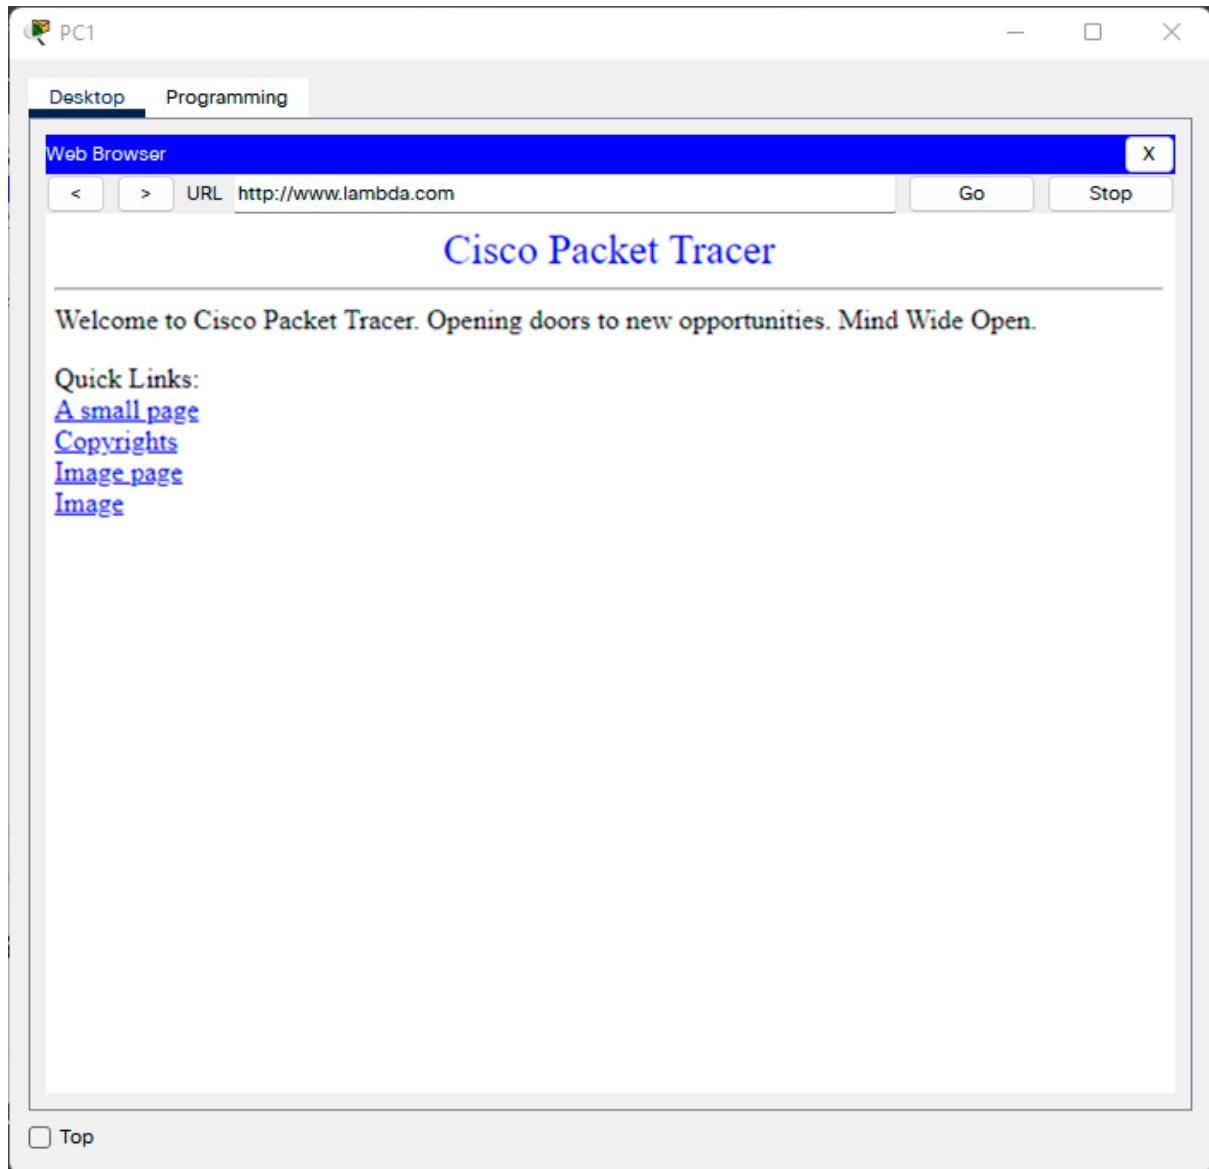 PC1
Desktop Programming
Web Browser X
< > URL http://www.lambda.com Go Stop
Cisco Packet Tracer
Welcome to Cisco Packet Tracer. Opening doors to new opportunities. Mind Wide Open.
Quick Links:
A small page
Copyrights
Image page
Image
Top